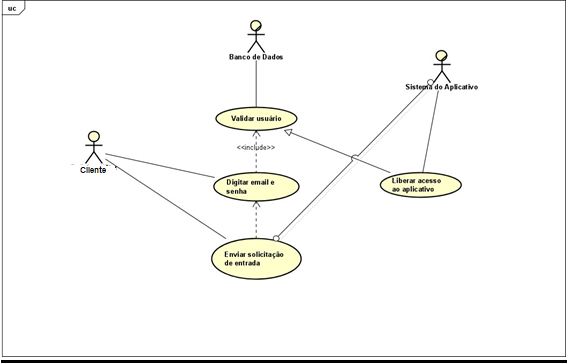 uc
Banco de Dados
Sistema do Aplicativo
Validar usuário
<<include>>
Cliente
Digitar email e
senha
Liberar acesso
ao aplicativo
Enviar solicitação
de entrada